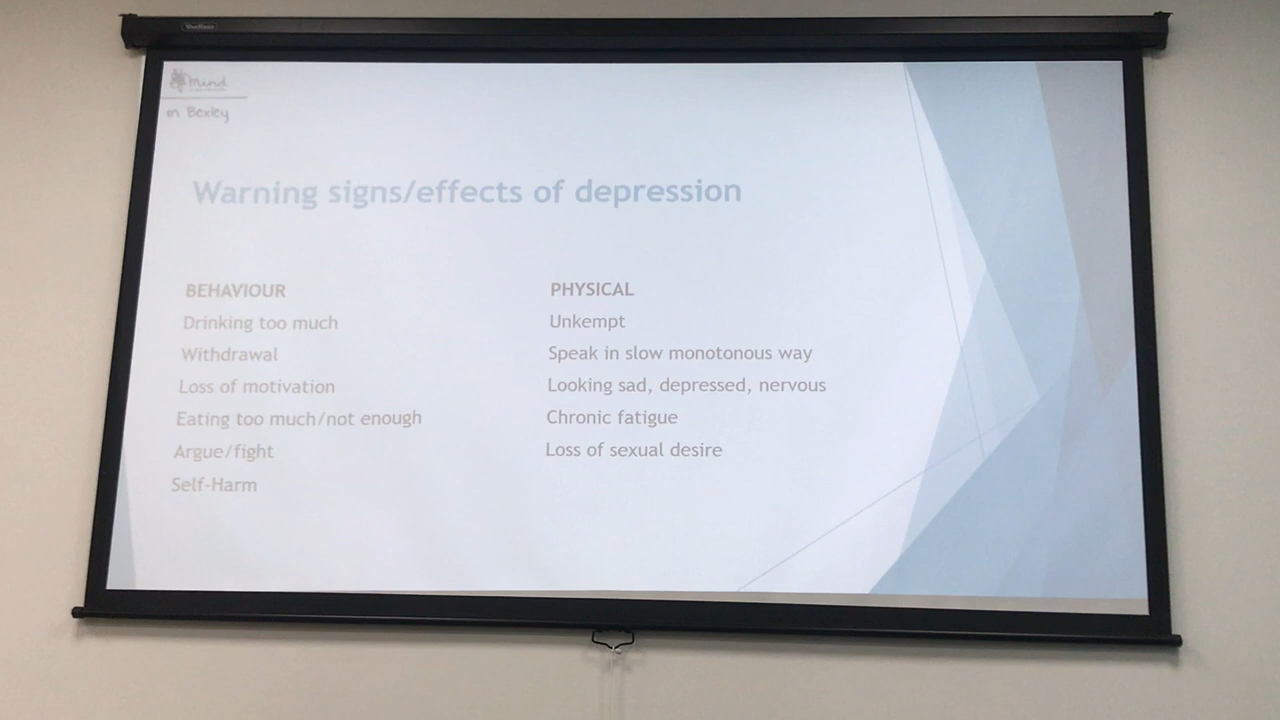 mind
in Bexley
Warning signs/effects of depression
BEHAVIOUR
Drinking too much
Withdrawal
Loss of motivation
Eating too much/not enough
Argue/fight
Self-Harm
PHYSICAL
Unkempt
Speak in slow monotonous way
Looking sad, depressed, nervous
Chronic fatigue
Loss of sexual desire